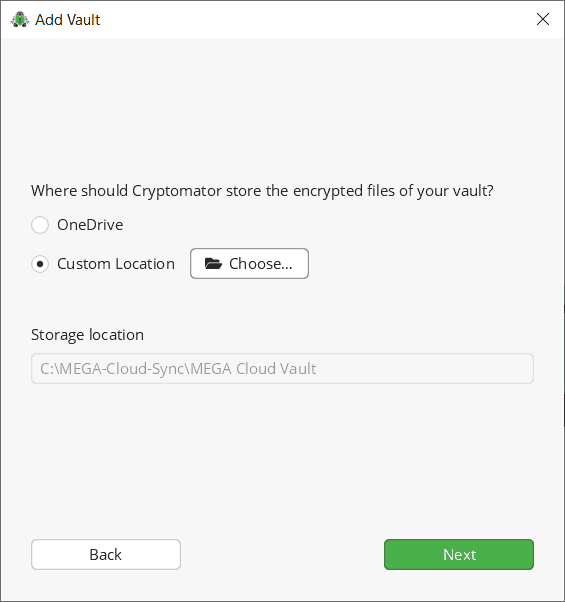 Add Vault
Where should Cryptomator store the encrypted files of your vault?
OneDrive
Custom Location Choose...
Storage location
C:\MEGA-Cloud-Sync\MEGA Cloud Vault
Back Next